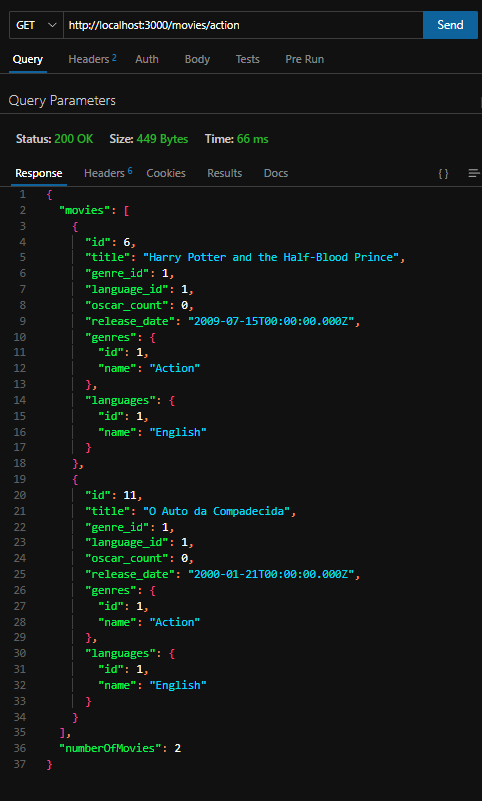 GET http://localhost:3000/movies/action Send
Query Headers 2 Auth Body Tests Pre Run
Query Parameters
Status: 200 OK Size: 449 Bytes Time: 66 ms
Response Headers 6 Cookies Results Docs { }
1 {
2 "movies": [
3 {
4 "id": 6,
5 "title": "Harry Potter and the Half-Blood Prince",
6 "genre_id": 1,
7 "language_id": 1,
8 "oscar_count": 0,
9 "release_date": "2009-07-15T00:00:00.000Z",
10 "genres": {
11 "id": 1,
12 "name": "Action"
13 },
14 "languages": {
15 "id": 1,
16 "name": "English"
17 }
18 },
19 {
20 "id": 11,
21 "title": "O Auto da Compadecida",
22 "genre_id": 1,
23 "language_id": 1,
24 "oscar_count": 0,
25 "release_date": "2000-01-21T00:00:00.000Z",
26 "genres": {
27 "id": 1,
28 "name": "Action"
29 },
30 "languages": {
31 "id": 1,
32 "name": "English"
33 }
34 }
35 ],
36 "numberOfMovies": 2
37 }